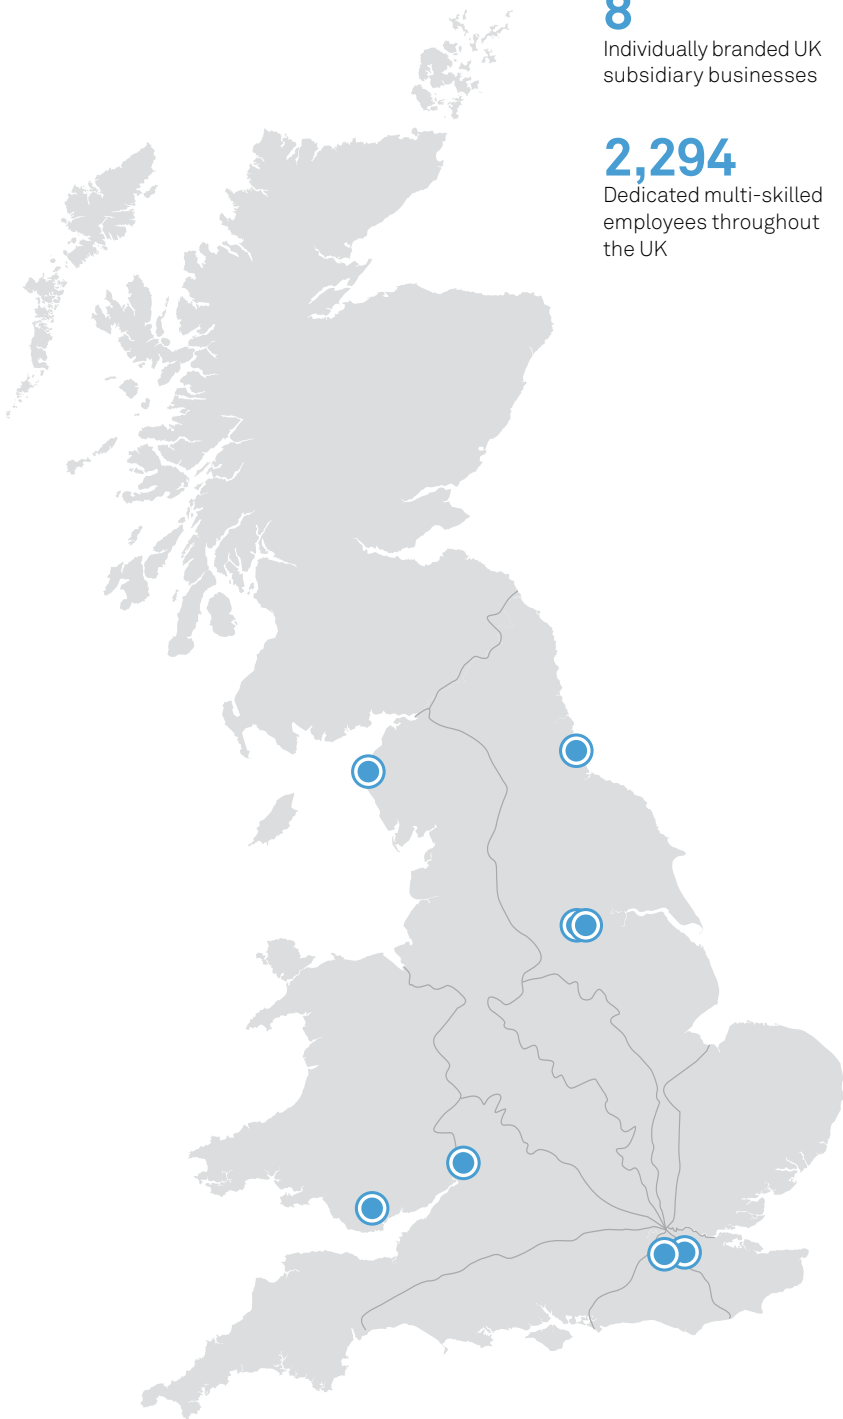 8
Individually branded UK
subsidiary businesses
2,294
Dedicated multi-skilled
employees throughout
the UK